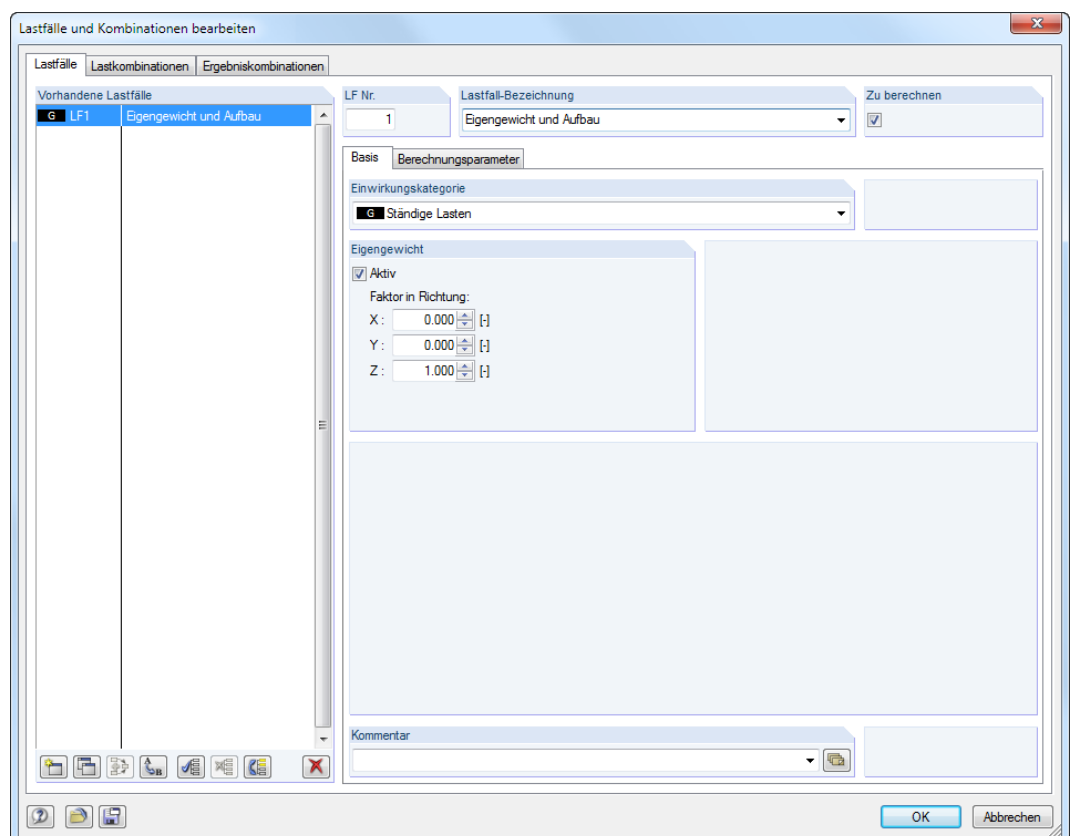 Lastfälle und Kombinationen bearbeiten
Lastfälle Lastkombinationen Ergebniskombinationen
Vorhandene Lastfälle
G LF1 Eigengewicht und Aufbau
LF Nr.
1
Lastfall-Bezeichnung
Eigengewicht und Aufbau
Zu berechnen
Basis Berechnungsparameter
Einwirkungskategorie
G Ständige Lasten
Eigengewicht
Aktiv
Faktor in Richtung:
X : 0.000 [-]
Y : 0.000 [-]
Z : 1.000 [-]
Kommentar
OK Abbrechen